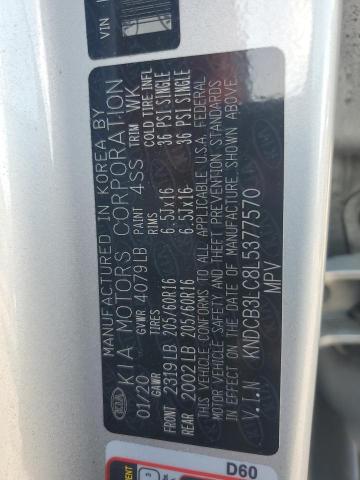 VIN
MANUFACTURED IN KOREA BY
KIA MOTORS CORPORATION
01/20 GVWR 4079LB PAINT 4SS TRIM WK
GAWR TIRES RIMS COLD TIRE INFL
FRONT 2319LB 205/60R16 6.5Jx16 36 PSI SINGLE
REAR 2002LB 205/60R16 6.5Jx16 36 PSI SINGLE
THIS VEHICLE CONFORMS TO ALL APPLICABLE U.S.A. FEDERAL
MOTOR VEHICLE SAFETY AND THEFT PREVENTION STANDARDS
IN EFFECT ON THE DATE OF MANUFACTURE SHOWN ABOVE.
V.I.N KNDCB3LC8L5377570
MPV
KIA
D60